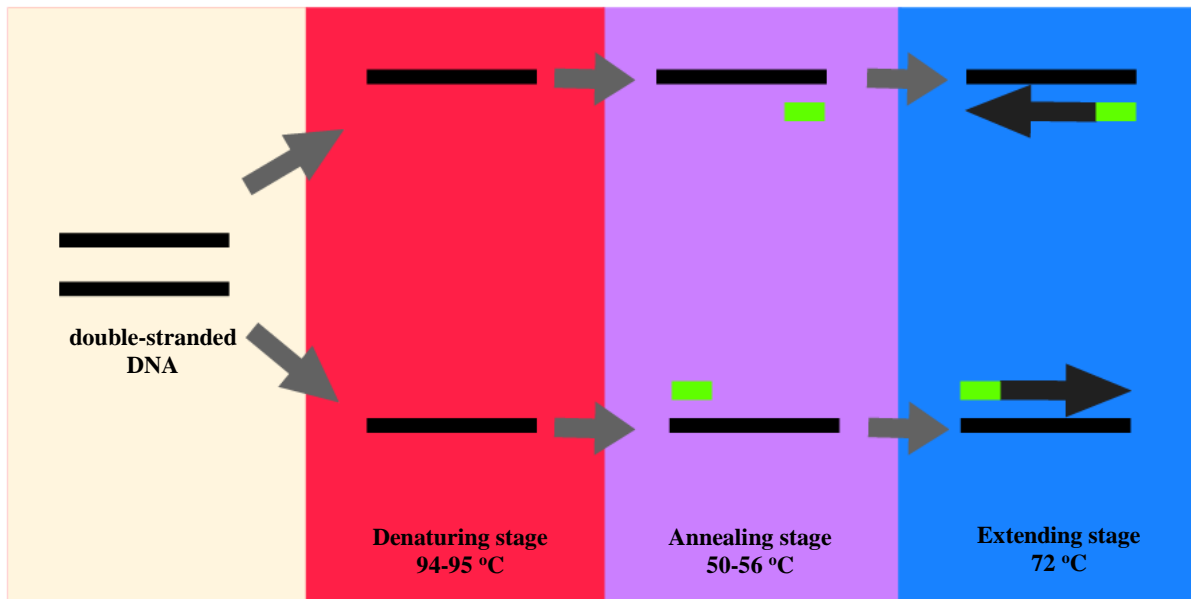 double-stranded
DNA
Denaturing stage
94-95 ºC
Annealing stage
50-56 ºC
Extending stage
72 ºC